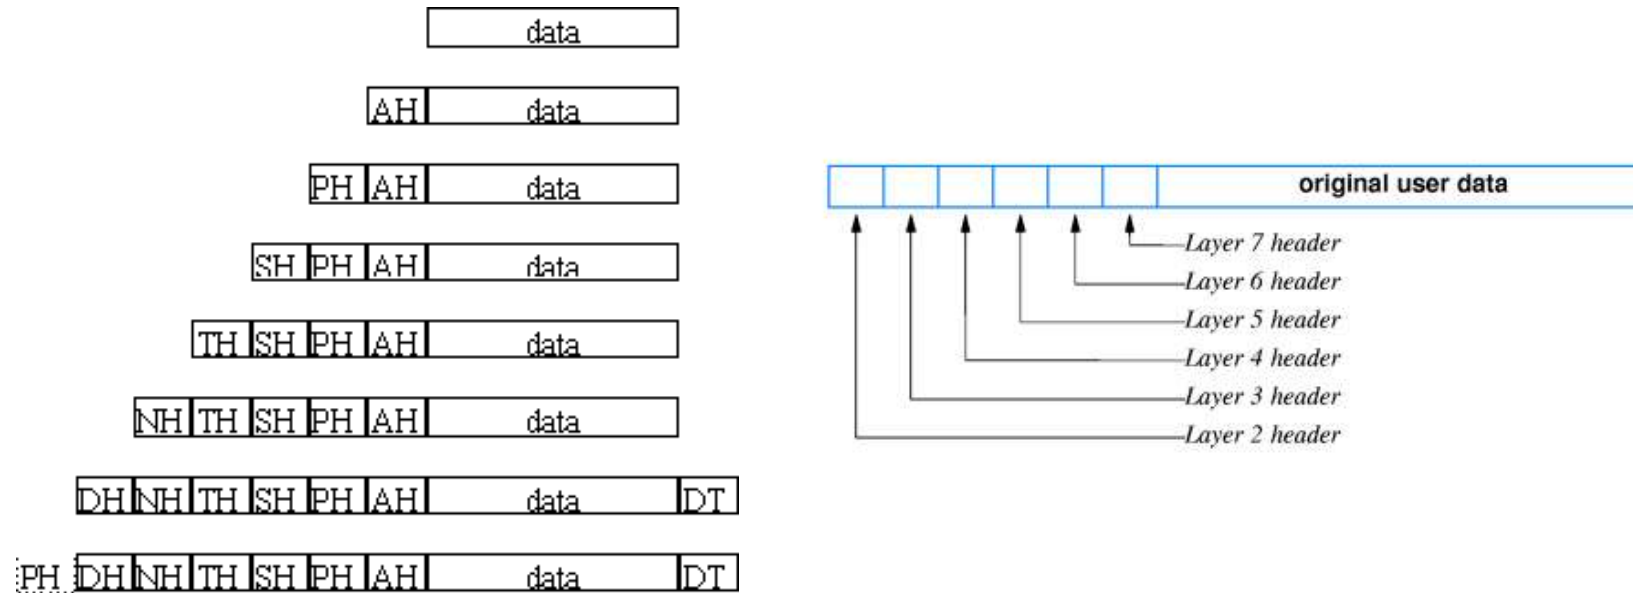 data
AH data
PH AH data
SH PH AH data
TH SH PH AH data
NH TH SH PH AH data
DH NH TH SH PH AH data DT
PH DH NH TH SH PH AH data DT
original user data
Layer 7 header
Layer 6 header
Layer 5 header
Layer 4 header
Layer 3 header
Layer 2 header